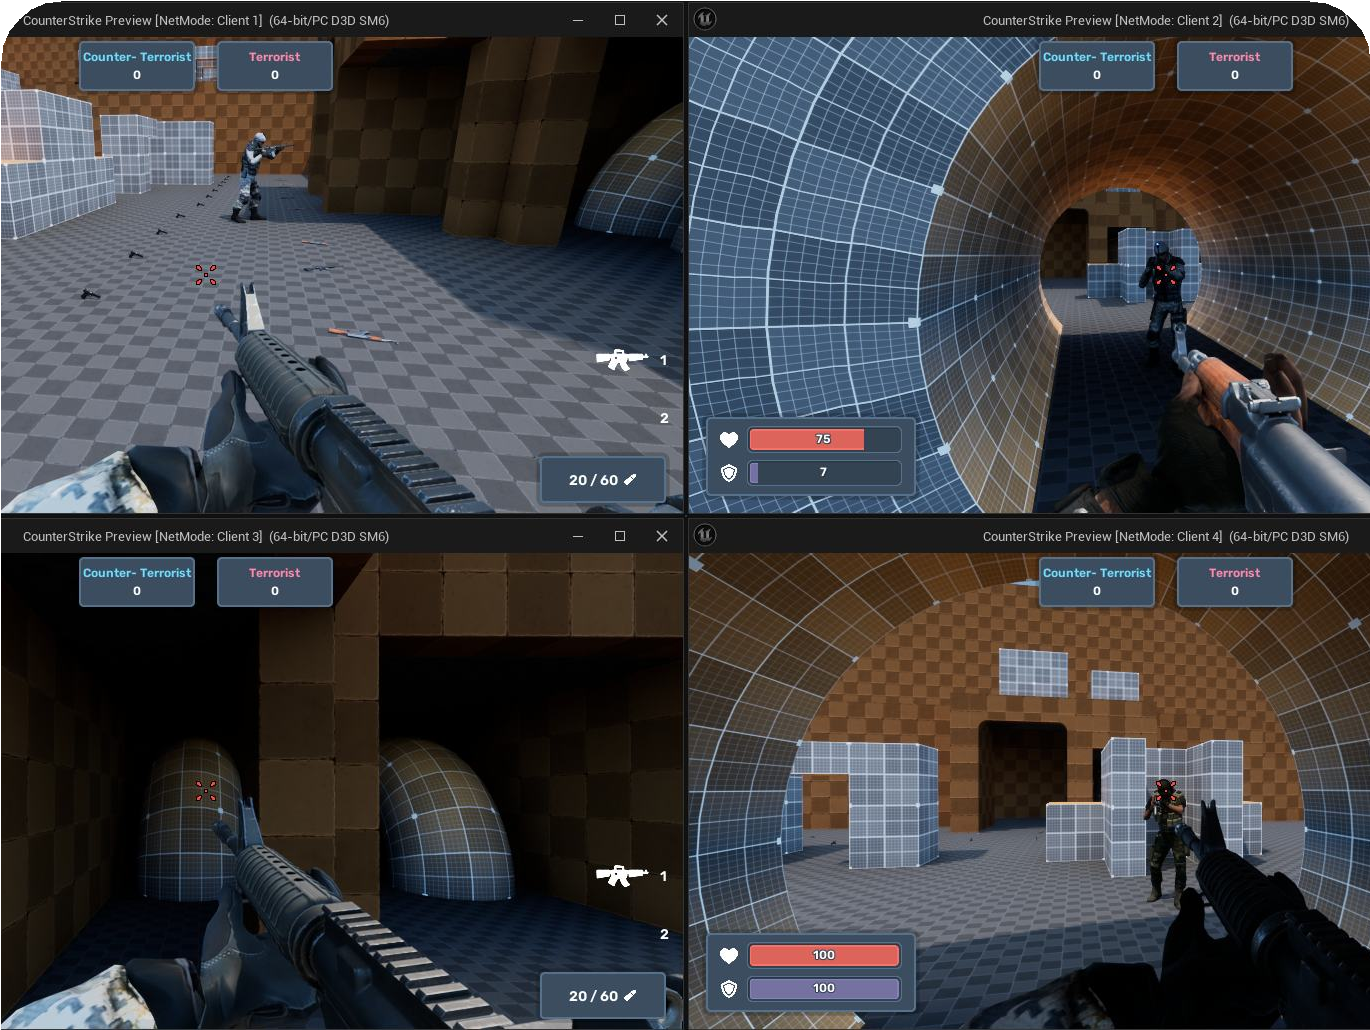 CounterStrike Preview [NetMode: Client 1] (64-bit/PC D3D SM6)
Counter- Terrorist
0
Terrorist
0
1
2
20 / 60
CounterStrike Preview [NetMode: Client 2] (64-bit/PC D3D SM6)
Counter- Terrorist
0
Terrorist
0
75
7
CounterStrike Preview [NetMode: Client 3] (64-bit/PC D3D SM6)
Counter- Terrorist
0
Terrorist
0
1
2
20 / 60
CounterStrike Preview [NetMode: Client 4] (64-bit/PC D3D SM6)
Counter- Terrorist
0
Terrorist
0
100
100